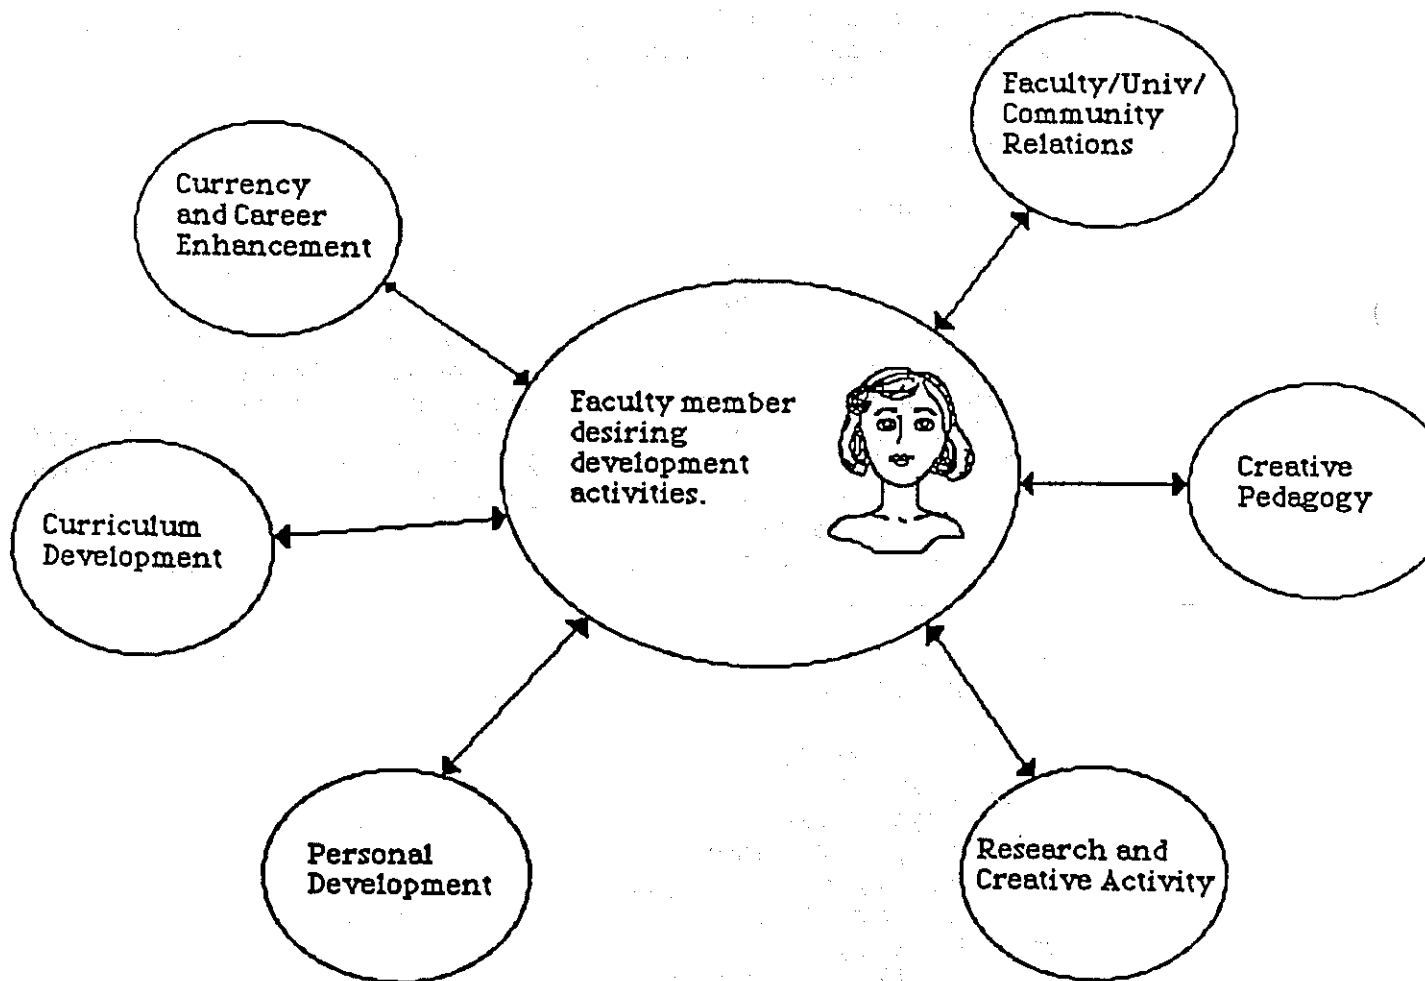 Faculty/Univ/
Community
Relations
Currency
and Career
Enhancement
Faculty member
desiring
development
activities.
Creative
Pedagogy
Curriculum
Development
Personal
Development
Research and
Creative Activity